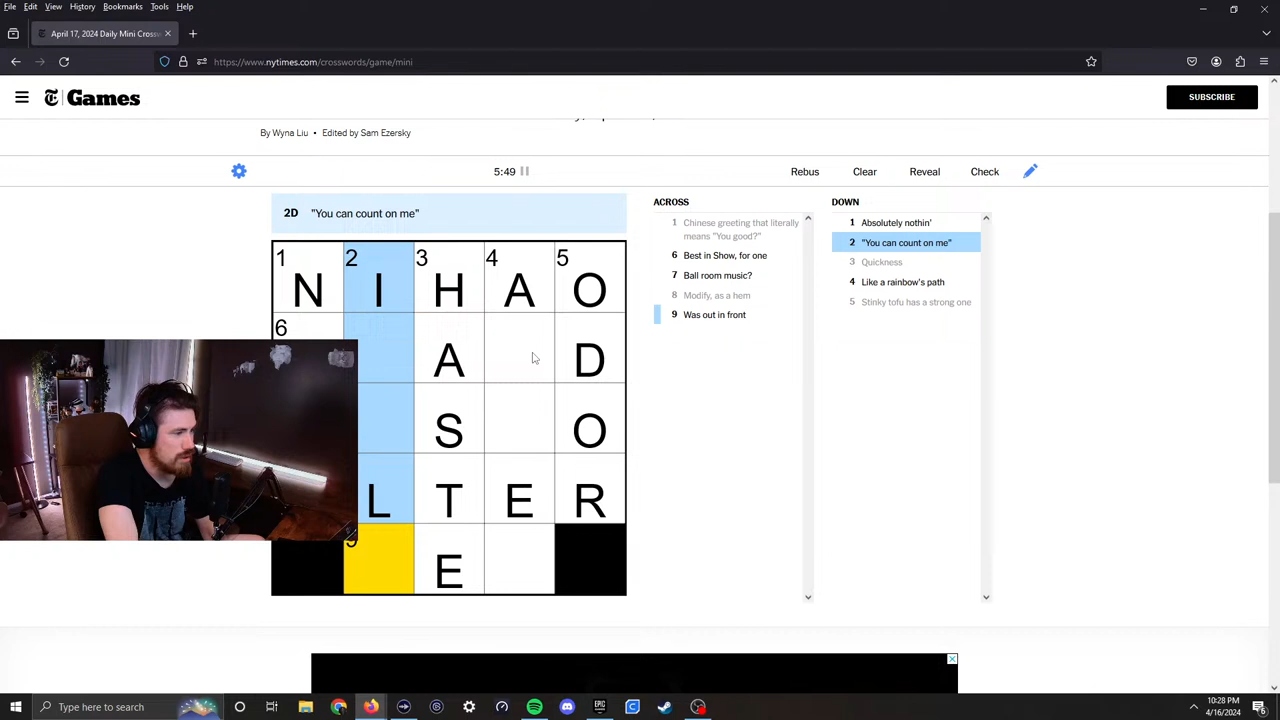 File Edit View History Bookmarks Tools Help
April 17, 2024 Daily Mini Crossw
https://www.nytimes.com/crosswords/game/mini
Games
SUBSCRIBE
By Wyna Liu • Edited by Sam Ezersky
5:49
Rebus Clear Reveal Check
2D "You can count on me"
ACROSS
1 Chinese greeting that literally
means "You good?"
6 Best in Show, for one
7 Ball room music?
8 Modify, as a hem
9 Was out in front
DOWN
1 Absolutely nothin'
2 "You can count on me"
3 Quickness
4 Like a rainbow's path
5 Stinky tofu has a strong one
1 2 3 4 5
N I H A O
6
A D
S O
L T E R
9
E
Type here to search
10:28 PM
4/16/2024